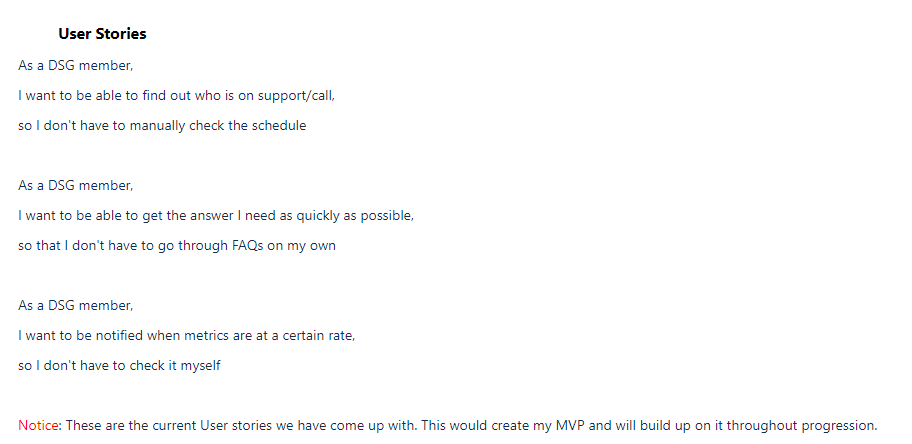 User Stories
As a DSG member,
I want to be able to find out who is on support/call,
so I don't have to manually check the schedule
As a DSG member,
I want to be able to get the answer I need as quickly as possible,
so that I don't have to go through FAQs on my own
As a DSG member,
I want to be notified when metrics are at a certain rate,
so I don't have to check it myself
Notice: These are the current User stories we have come up with. This would create my MVP and will build up on it throughout progression.